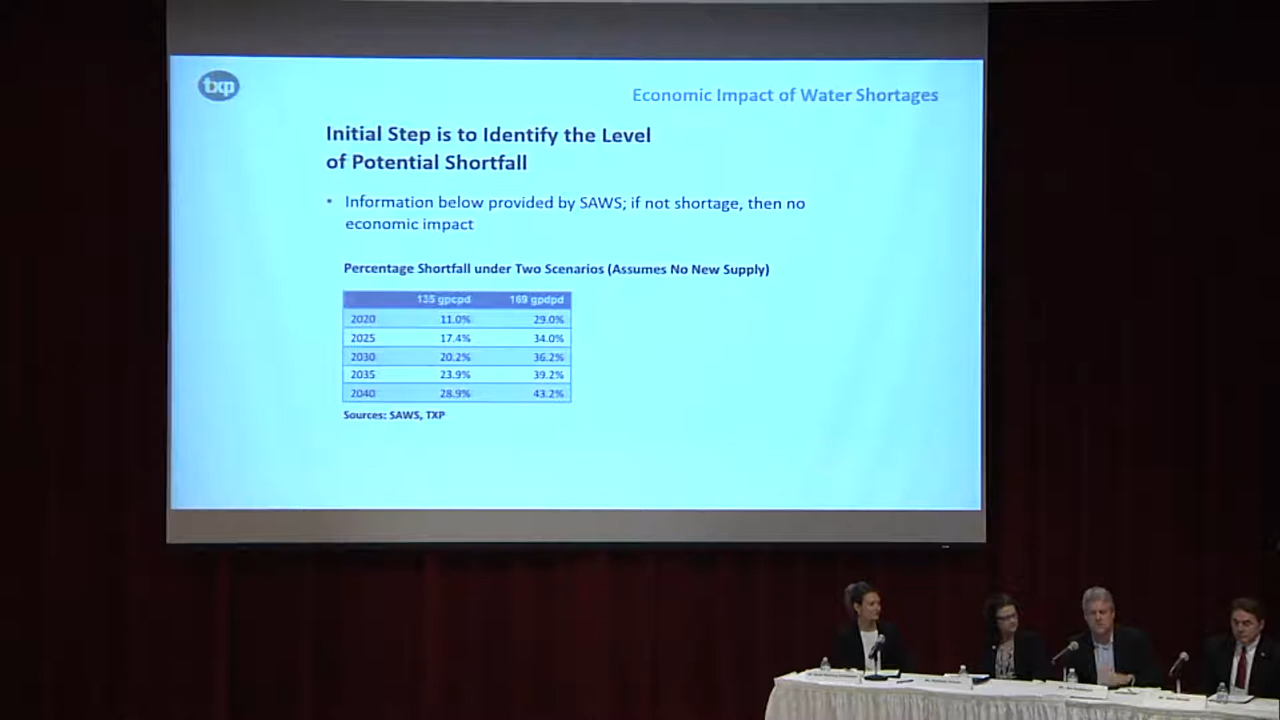 txp
Economic Impact of Water Shortages
Initial Step is to Identify the Level
of Potential Shortfall
• Information below provided by SAWS; if not shortage, then no
economic impact
Percentage Shortfall under Two Scenarios (Assumes No New Supply)
135 gpcpd 169 gpdpd
2020 11.0% 29.0%
2025 17.4% 34.0%
2030 20.2% 36.2%
2035 23.9% 39.2%
2040 28.9% 43.2%
Sources: SAWS, TXP